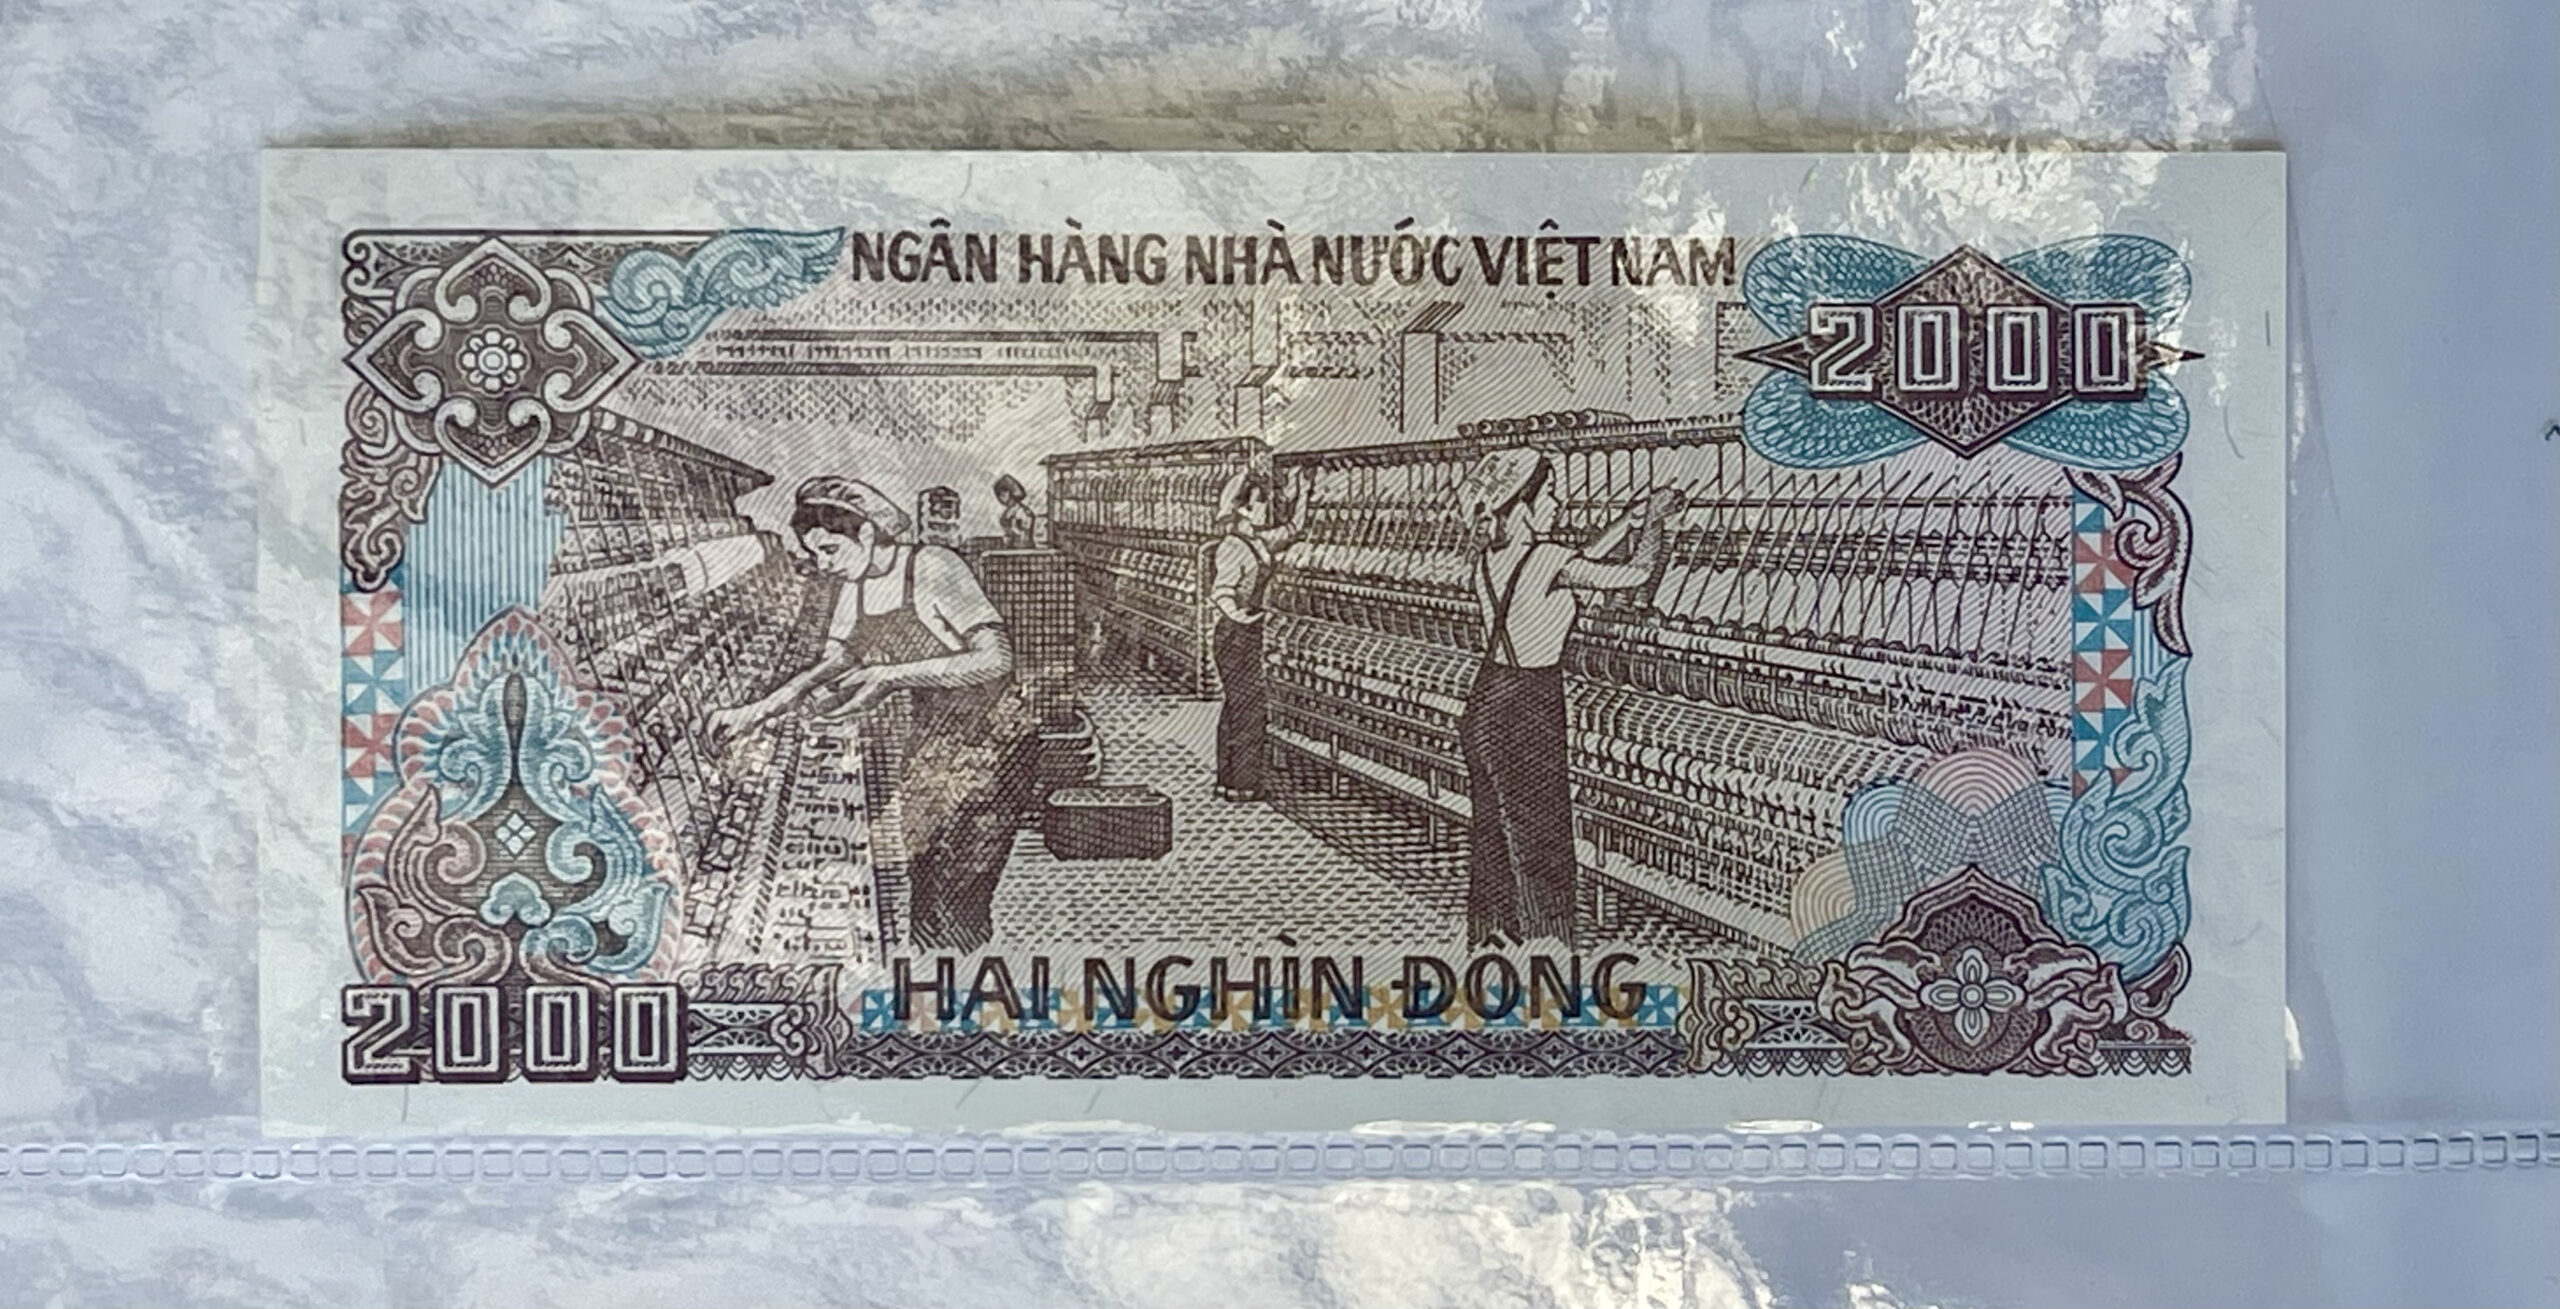 NGÂN HÀNG NHÀ NƯỚC VIỆT NAM
2000
HAI NGHÌN ĐỒNG
2000